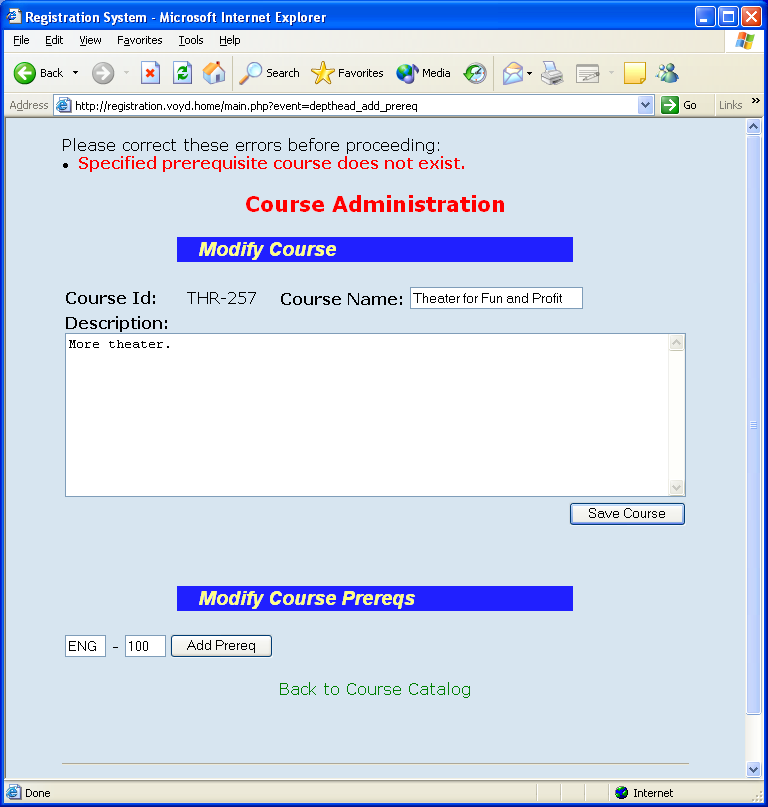 Registration System - Microsoft Internet Explorer
File Edit View Favorites Tools Help
Back Search Favorites Media
Address http://registration.voyd.home/main.php?event=depthead_add_prereq Go Links »
Please correct these errors before proceeding:
• Specified prerequisite course does not exist.
Course Administration
Modify Course
Course Id: THR-257 Course Name: Theater for Fun and Profit
Description:
More theater.
Save Course
Modify Course Prereqs
ENG - 100 Add Prereq
Back to Course Catalog
Done Internet